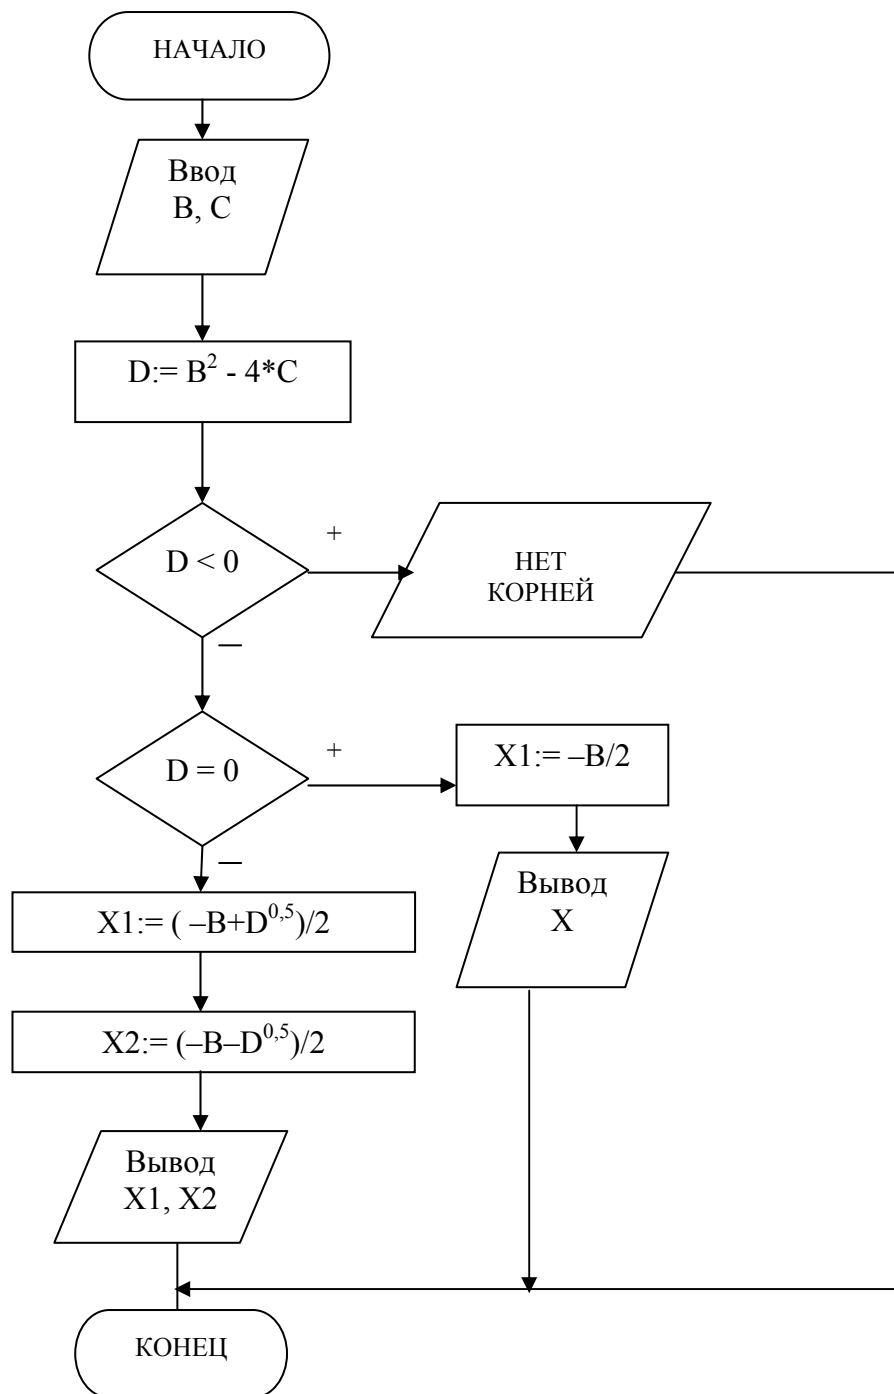 НАЧАЛО
Ввод
B, C
D:= B² - 4*C
D < 0
+
НЕТ
КОРНЕЙ
—
D = 0
+
X1:= –B/2
—
Вывод
X
X1:= ( –B+D⁰,⁵)/2
X2:= (–B–D⁰,⁵)/2
Вывод
X1, X2
КОНЕЦ